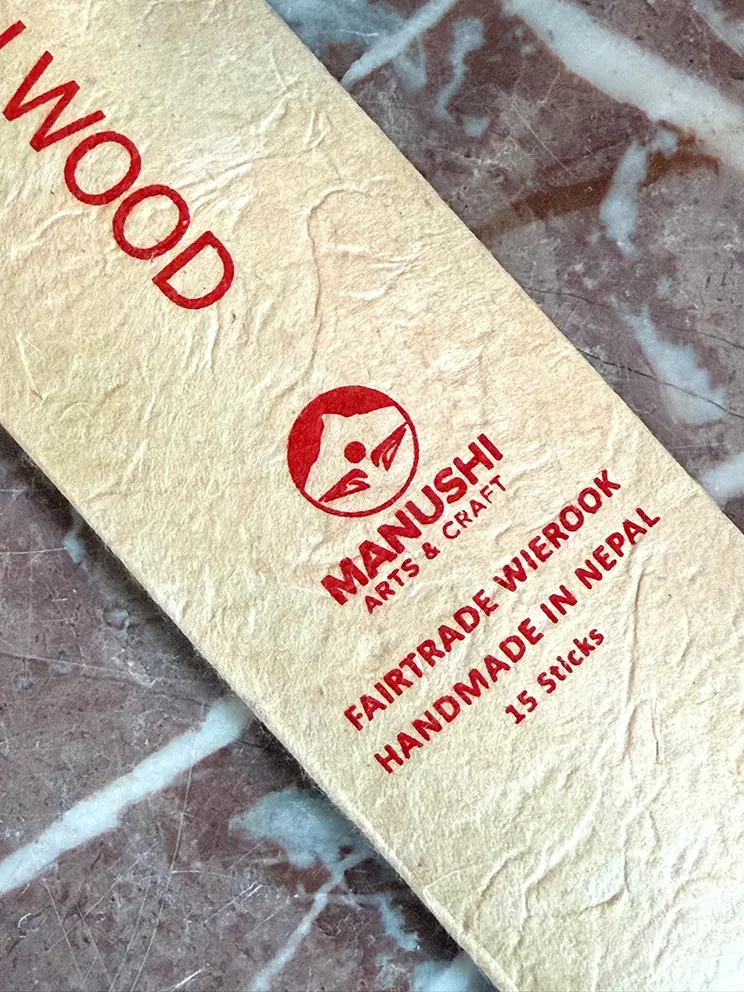 WOOD
MANUSHI
ARTS & CRAFT
FAIRTRADE WIEROOK
HANDMADE IN NEPAL
15 Sticks